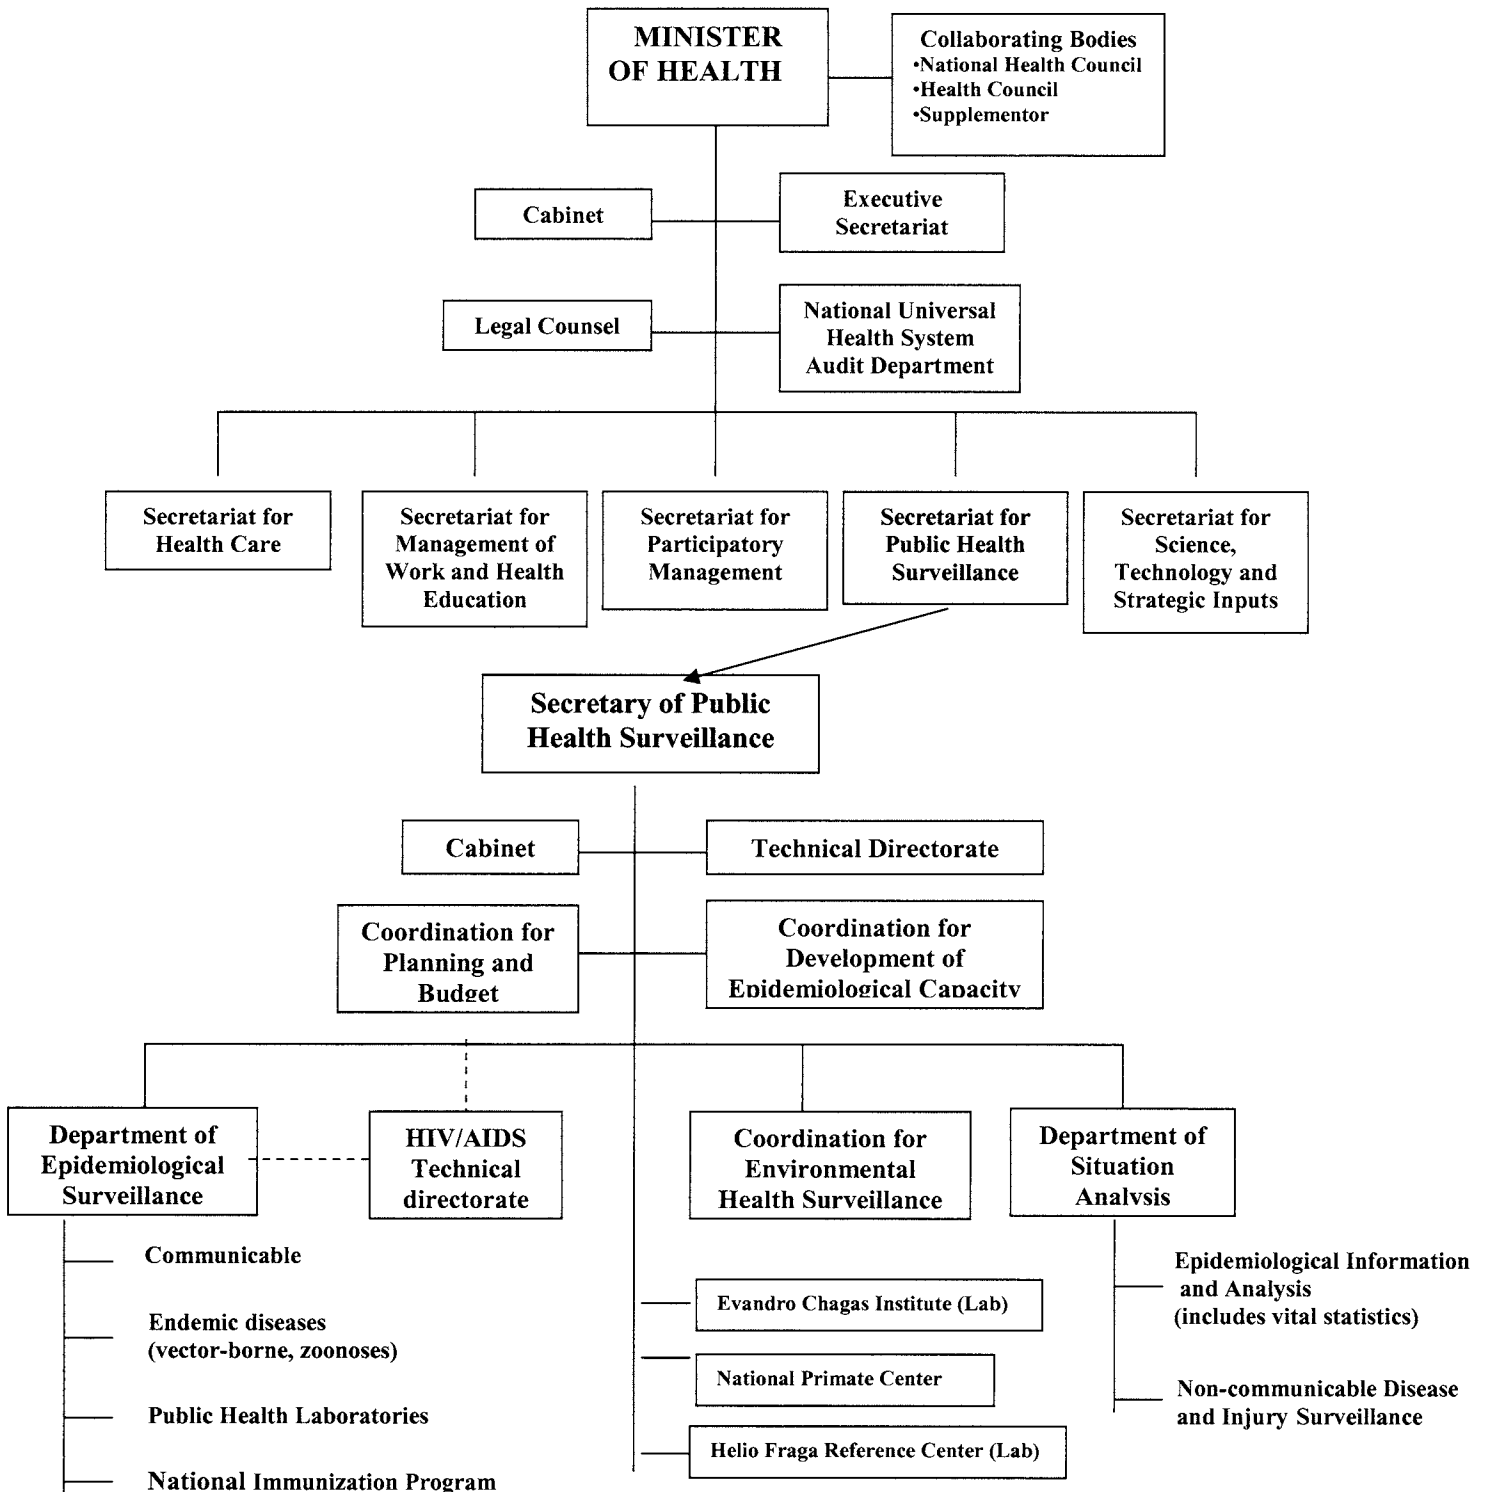 MINISTER
OF HEALTH
Collaborating Bodies
•National Health Council
•Health Council
•Supplementor
Cabinet
Executive
Secretariat
Legal Counsel
National Universal
Health System
Audit Department
Secretariat for
Health Care
Secretariat for
Management of
Work and Health
Education
Secretariat for
Participatory
Management
Secretariat for
Public Health
Surveillance
Secretariat for
Science,
Technology and
Strategic Inputs
Secretary of Public
Health Surveillance
Cabinet
Technical Directorate
Coordination for
Planning and
Budget
Coordination for
Development of
Epidemiological Capacity
Department of
Epidemiological
Surveillance
HIV/AIDS
Technical
directorate
Coordination for
Environmental
Health Surveillance
Department of
Situation
Analysis
Communicable
Endemic diseases
(vector-borne, zoonoses)
Public Health Laboratories
National Immunization Program
Evandro Chagas Institute (Lab)
National Primate Center
Helio Fraga Reference Center (Lab)
Epidemiological Information
and Analysis
(includes vital statistics)
Non-communicable Disease
and Injury Surveillance